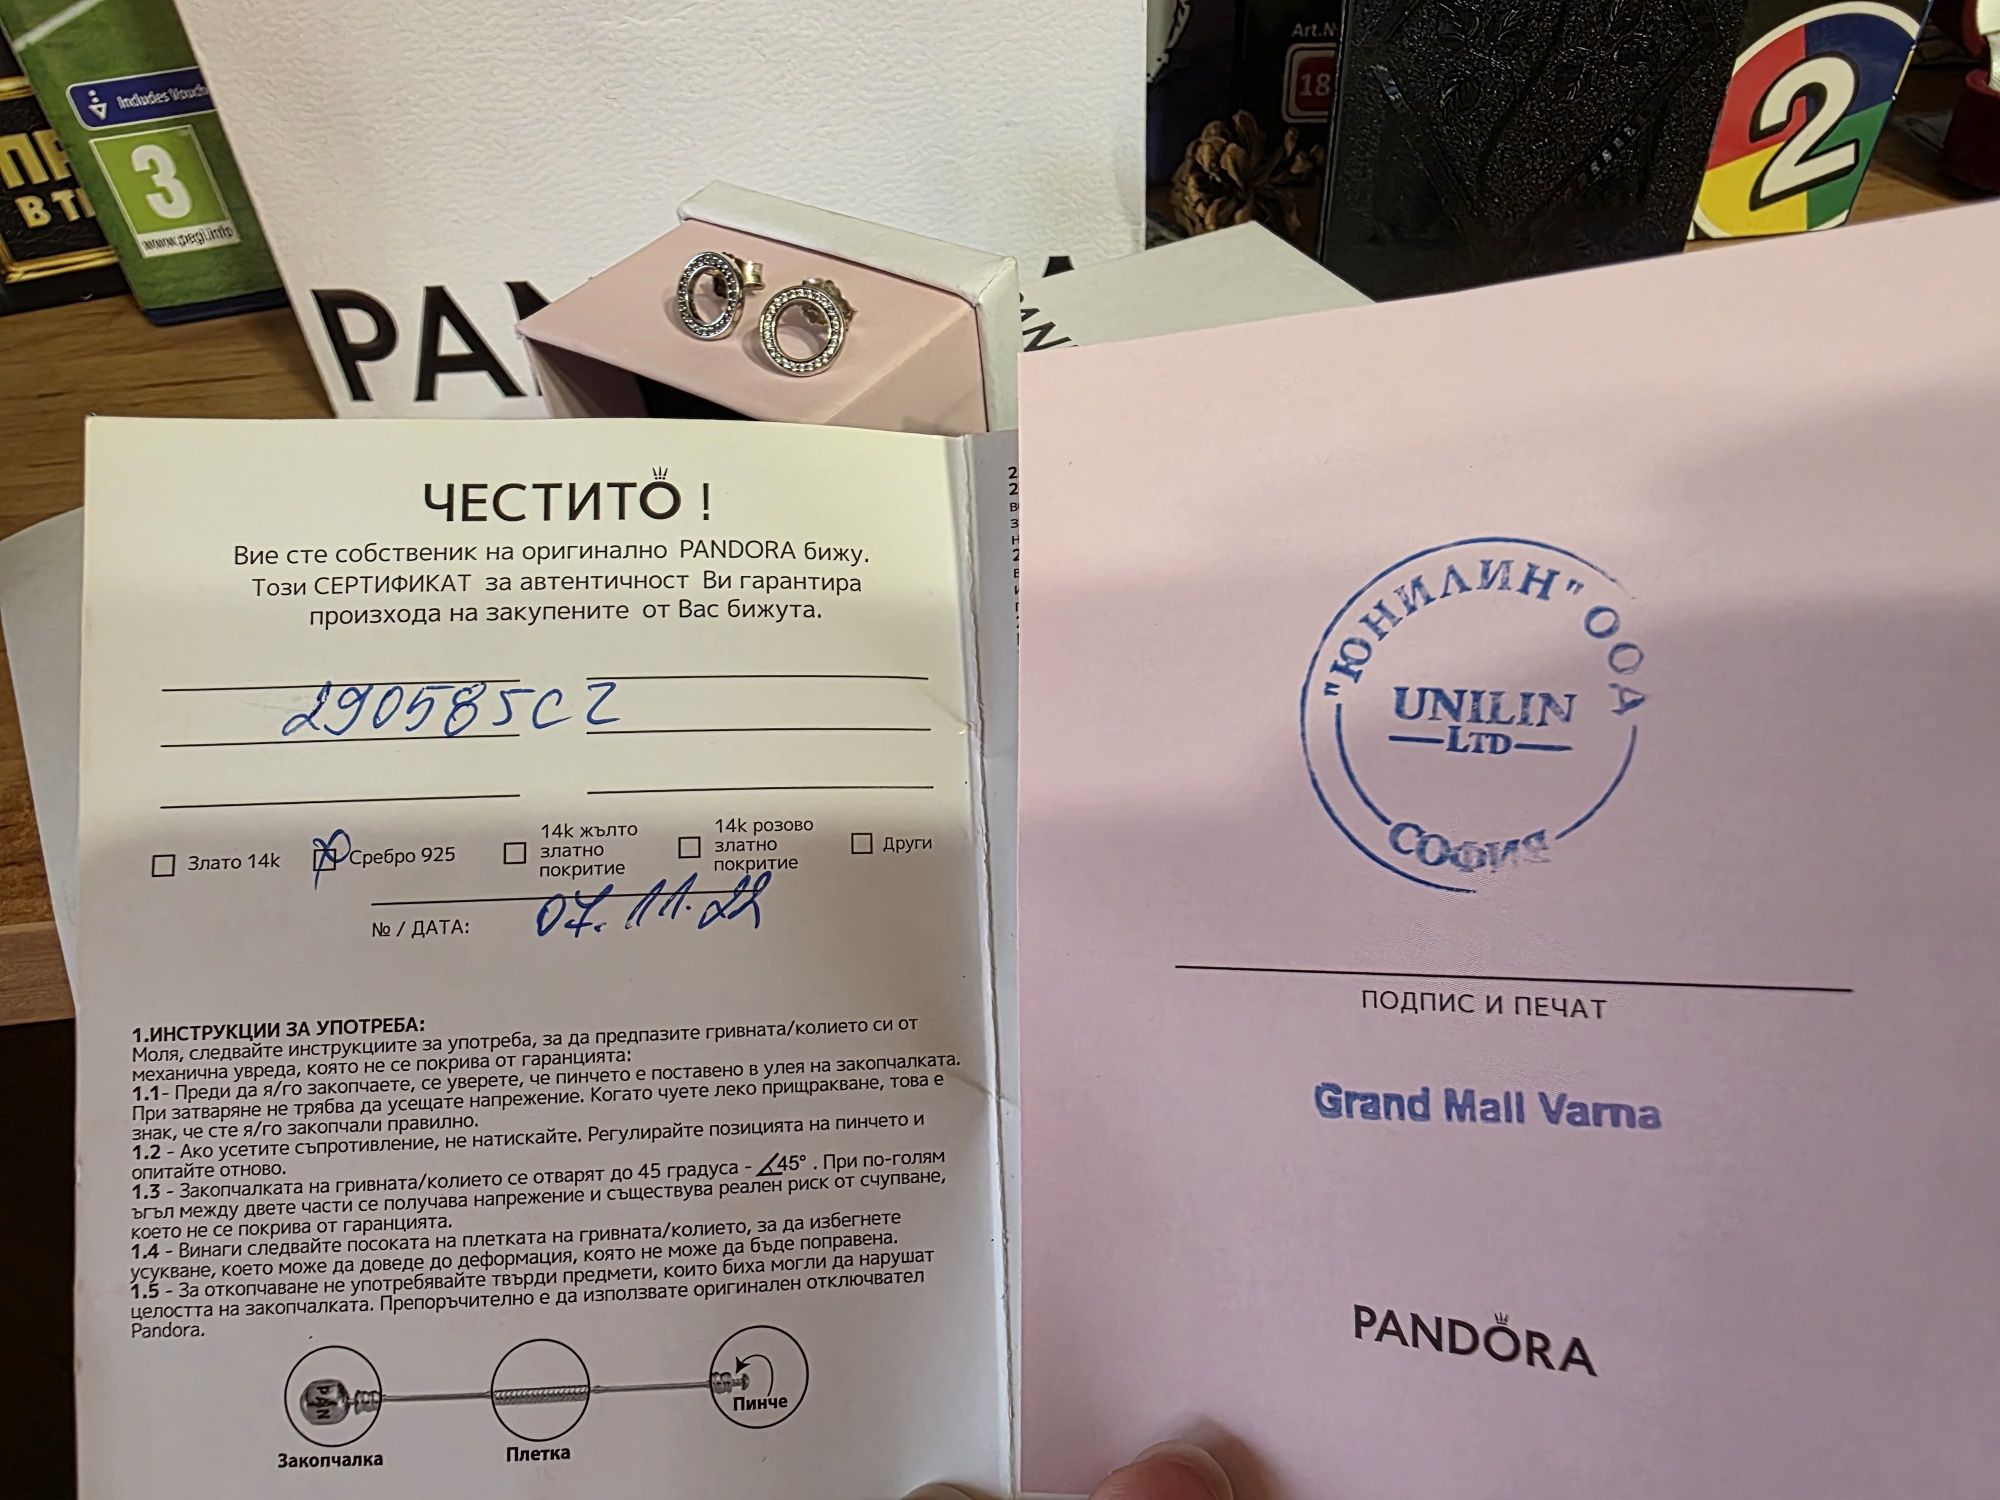 Includes Vouch
3
www.pegi.info
В Т
PA
Art.N
18
2
ЧЕСТИТО !
Вие сте собственик на оригинално PANDORA бижу.
Този СЕРТИФИКАТ за автентичност Ви гарантира
произхода на закупените от Вас бижута.
290585CZ
Злато 14k
Сребро 925
14k жълто
златно
покритие
14k розово
златно
покритие
Други
№ / ДАТА: 07.11.22
1.ИНСТРУКЦИИ ЗА УПОТРЕБА:
Моля, следвайте инструкциите за употреба, за да предпазите гривната/колието си от
механична увреда, която не се покрива от гаранцията:
1.1- Преди да я/го закопчаете, се уверете, че пинчето е поставено в улея на закопчалката.
При затваряне не трябва да усещате напрежение. Когато чуете леко прищракване, това е
знак, че сте я/го закопчали правилно.
1.2 - Ако усетите съпротивление, не натискайте. Регулирайте позицията на пинчето и
опитайте отново.
1.3 - Закопчалката на гривната/колието се отварят до 45 градуса - ∡45° . При по-голям
ъгъл между двете части се получава напрежение и съществува реален риск от счупване,
което не се покрива от гаранцията.
1.4 - Винаги следвайте посоката на плетката на гривната/колието, за да избегнете
усукване, което може да доведе до деформация, която не може да бъде поправена.
1.5 - За откопчаване не употребявайте твърди предмети, които биха могли да нарушат
целостта на закопчалката. Препоръчително е да използвате оригинален отключвател
Pandora.
PAN
Закопчалка
Плетка
Пинче
"ЮНИЛИН" ООД
UNILIN
LTD
СОФИЯ
ПОДПИС И ПЕЧАТ
Grand Mall Varna
PANDORA